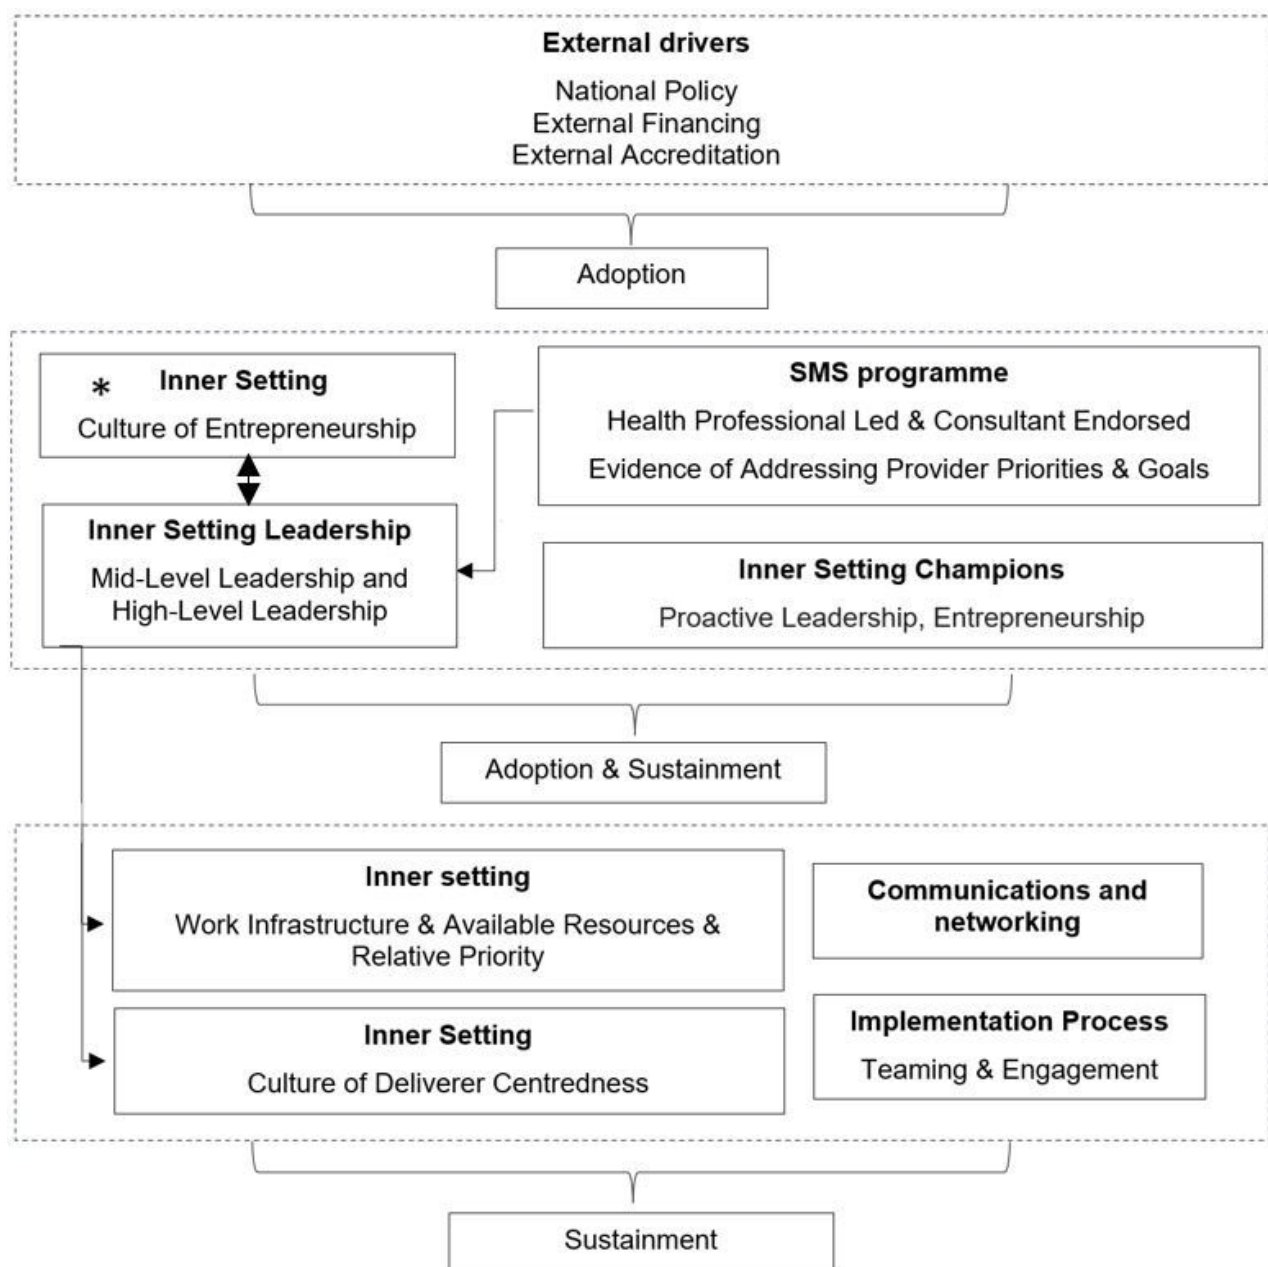 External drivers
National Policy
External Financing
External Accreditation
Adoption
* Inner Setting
Culture of Entrepreneurship
SMS programme
Health Professional Led & Consultant Endorsed
Evidence of Addressing Provider Priorities & Goals
Inner Setting Leadership
Mid-Level Leadership and
High-Level Leadership
Inner Setting Champions
Proactive Leadership, Entrepreneurship
Adoption & Sustainment
Inner setting
Work Infrastructure & Available Resources &
Relative Priority
Communications and
networking
Inner Setting
Culture of Deliverer Centredness
Implementation Process
Teaming & Engagement
Sustainment